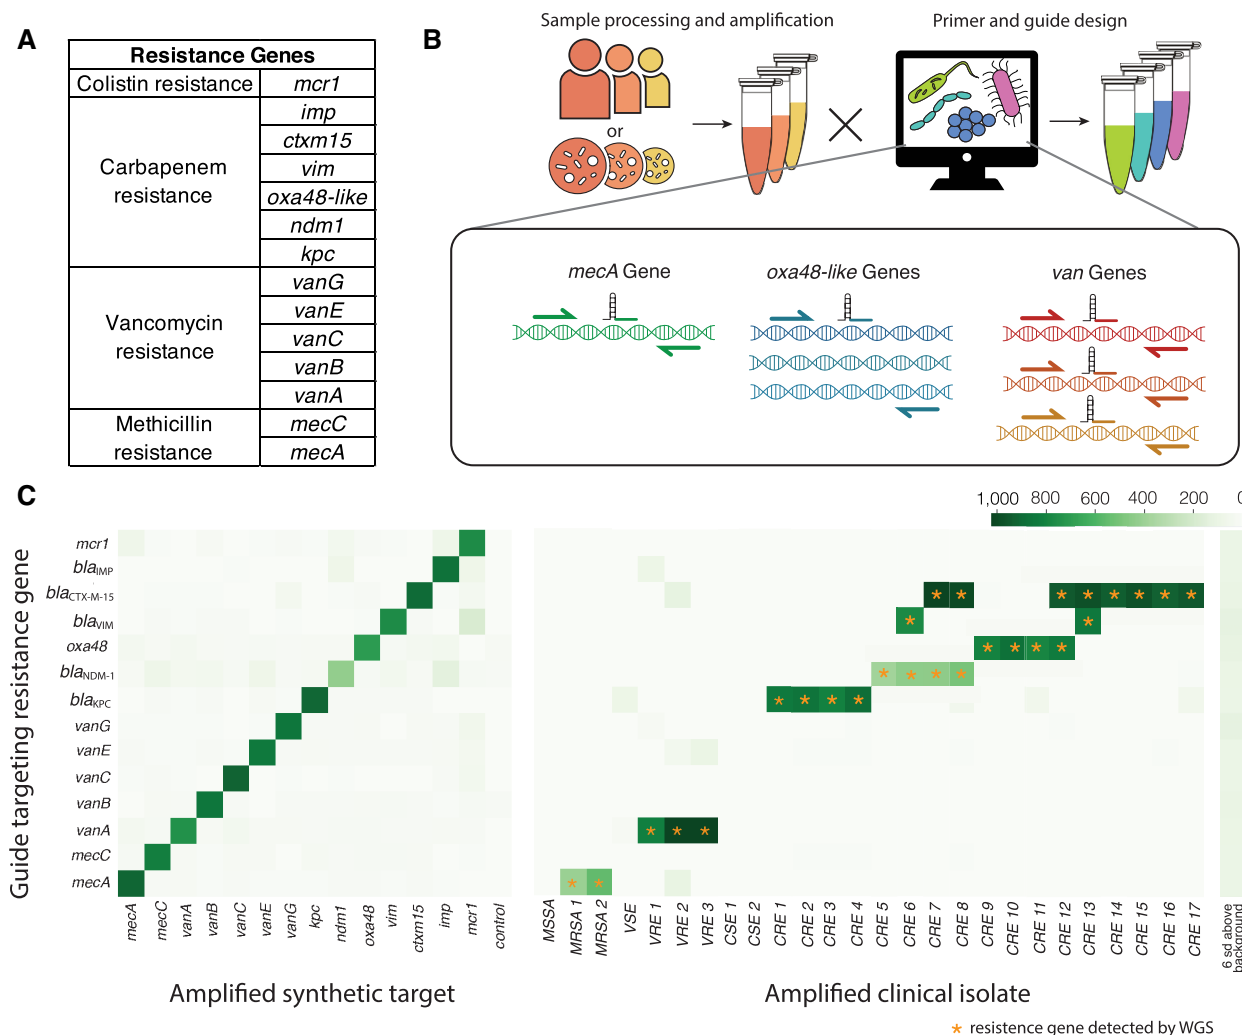 A
Resistance Genes
Colistin resistance
mcr1
Carbapenem
resistance
imp
ctxm15
vim
oxa48-like
ndm1
kpc
Vancomycin
resistance
vanG
vanE
vanC
vanB
vanA
Methicillin
resistance
mecC
mecA
B
Sample processing and amplification
Primer and guide design
or
mecA Gene
oxa48-like Genes
van Genes
C
1,000 800 600 400 200 0
Guide targeting resistance gene
mcr1
blaIMP
blaCTX-M-15
blaVIM
oxa48
blaNDM-1
blaKPC
vanG
vanE
vanC
vanB
vanA
mecC
mecA
mecA
mecC
vanA
vanB
vanC
vanE
vanG
kpc
ndm1
oxa48
vim
ctxm15
imp
mcr1
control
MSSA
MRSA 1
MRSA 2
VSE
VRE 1
VRE 2
VRE 3
CSE 1
CSE 2
CRE 1
CRE 2
CRE 3
CRE 4
CRE 5
CRE 6
CRE 7
CRE 8
CRE 9
CRE 10
CRE 11
CRE 12
CRE 13
CRE 14
CRE 15
CRE 16
CRE 17
6 sd above
background
Amplified synthetic target
Amplified clinical isolate
* resistence gene detected by WGS